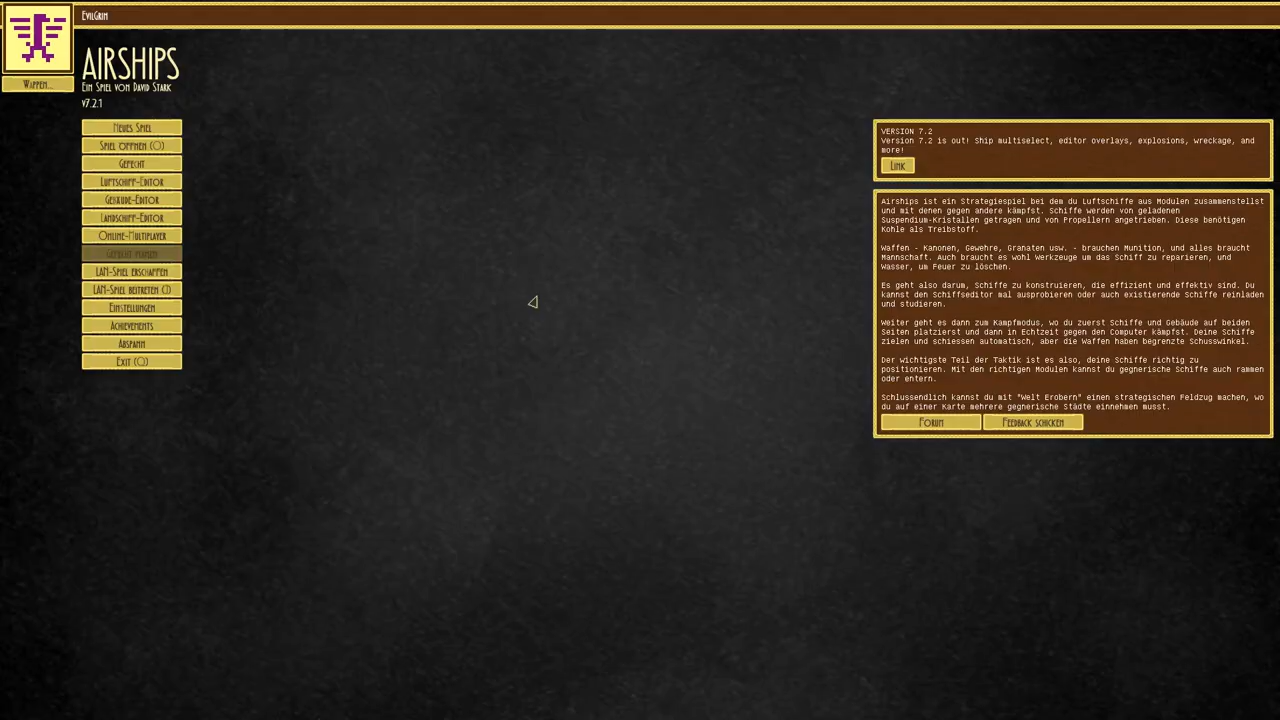 EvilGrim
Wappen...
AIRSHIPS
Ein Spiel von David Stark
v7.2.1
Neues Spiel
Spiel öffnen (O)
Gefecht
Luftschiff-Editor
Gebäude-Editor
Landschiff-Editor
Online-Multiplayer
LAN-Spiel erschaffen
LAN-Spiel beitreten (J)
Einstellungen
Achievements
Abspann
Exit (Q)
VERSION 7.2
Version 7.2 is out! Ship multiselect, editor overlays, explosions, wreckage, and
more!
Link
Airships ist ein Strategiespiel bei dem du Luftschiffe aus Modulen zusammenstellst
und mit denen gegen andere kämpfst. Schiffe werden von geladenen
Suspendium-Kristallen getragen und von Propellern angetrieben. Diese benötigen
Kohle als Treibstoff.
Waffen - Kanonen, Gewehre, Granaten usw. - brauchen Munition, und alles braucht
Mannschaft. Auch braucht es wohl Werkzeuge um das Schiff zu reparieren, und
Wasser, um Feuer zu löschen.
Es geht also darum, Schiffe zu konstruieren, die effizient und effektiv sind. Du
kannst den Schiffseditor mal ausprobieren oder auch existierende Schiffe reinladen
und studieren.
Weiter geht es dann zum Kampfmodus, wo du zuerst Schiffe und Gebäude auf beiden
Seiten platzierst und dann in Echtzeit gegen den Computer kämpfst. Deine Schiffe
zielen und schiessen automatisch, aber die Waffen haben begrenzte Schusswinkel.
Der wichtigste Teil der Taktik ist es also, deine Schiffe richtig zu
positionieren. Mit den richtigen Modulen kannst du gegnerische Schiffe auch rammen
oder entern.
Schlussendlich kannst du mit "Welt Erobern" einen strategischen Feldzug machen, wo
du auf einer Karte mehrere gegnerische Städte einnehmen musst.
Forum
Feedback schicken